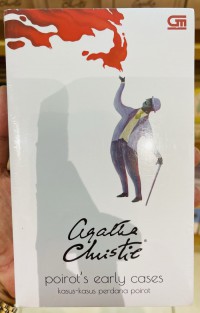 GM
Agatha
Christie®
poirot's early cases
kasus-kasus perdana poirot